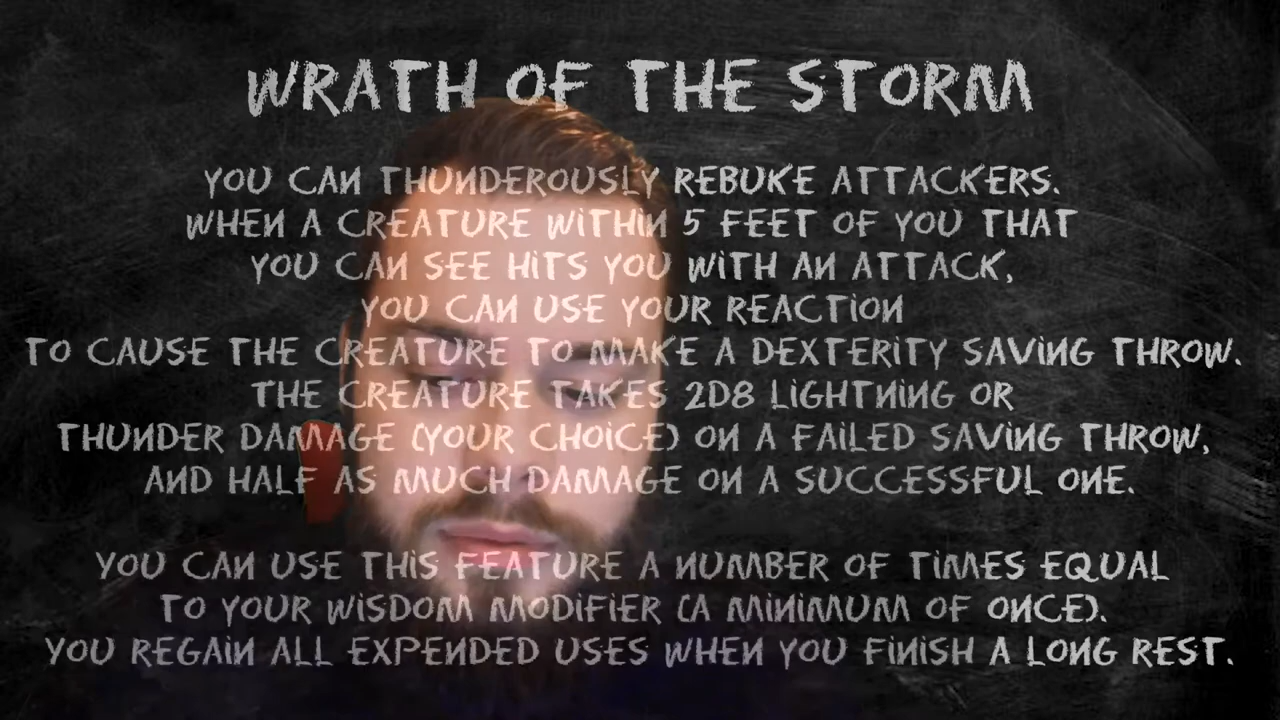 WRATH OF THE STORM
YOU CAN THUNDEROUSLY REBUKE ATTACKERS.
WHEN A CREATURE WITHIN 5 FEET OF YOU THAT
YOU CAN SEE HITS YOU WITH AN ATTACK,
YOU CAN USE YOUR REACTION
TO CAUSE THE CREATURE TO MAKE A DEXTERITY SAVING THROW.
THE CREATURE TAKES 2D8 LIGHTNING OR
THUNDER DAMAGE (YOUR CHOICE) ON A FAILED SAVING THROW,
AND HALF AS MUCH DAMAGE ON A SUCCESSFUL ONE.
YOU CAN USE THIS FEATURE A NUMBER OF TIMES EQUAL
TO YOUR WISDOM MODIFIER (A MINIMUM OF ONCE).
YOU REGAIN ALL EXPENDED USES WHEN YOU FINISH A LONG REST.